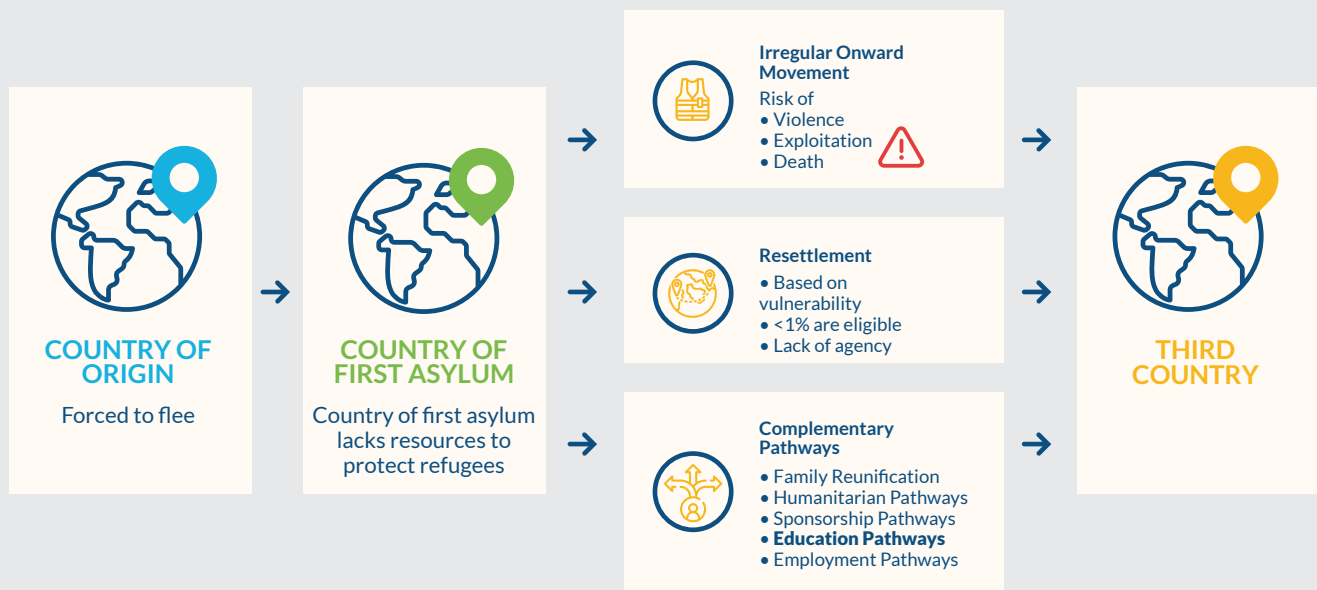 COUNTRY OF
ORIGIN
Forced to flee
COUNTRY OF
FIRST ASYLUM
Country of first asylum
lacks resources to
protect refugees
Irregular Onward
Movement
Risk of
• Violence
• Exploitation
• Death
Resettlement
• Based on
vulnerability
• <1% are eligible
• Lack of agency
Complementary
Pathways
• Family Reunification
• Humanitarian Pathways
• Sponsorship Pathways
• Education Pathways
• Employment Pathways
THIRD
COUNTRY